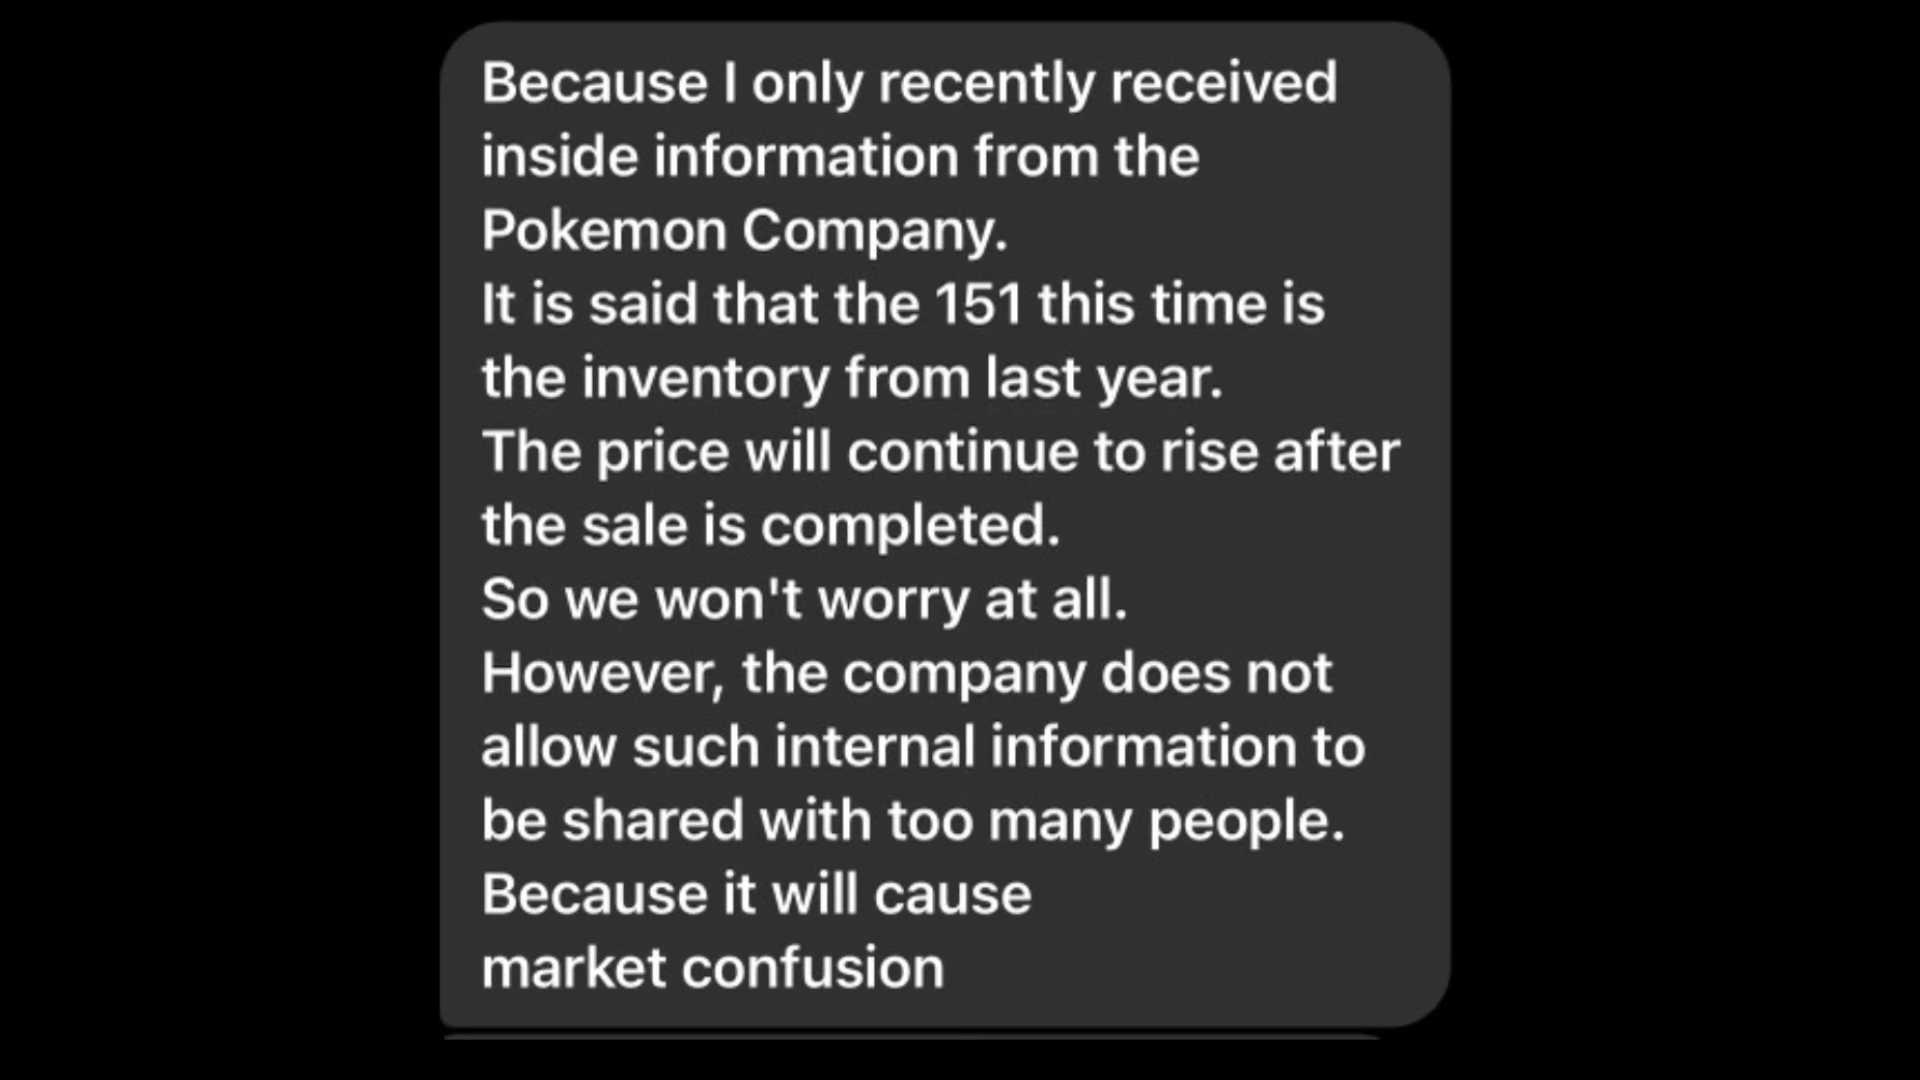 Because I only recently received
inside information from the
Pokemon Company.
It is said that the 151 this time is
the inventory from last year.
The price will continue to rise after
the sale is completed.
So we won't worry at all.
However, the company does not
allow such internal information to
be shared with too many people.
Because it will cause
market confusion